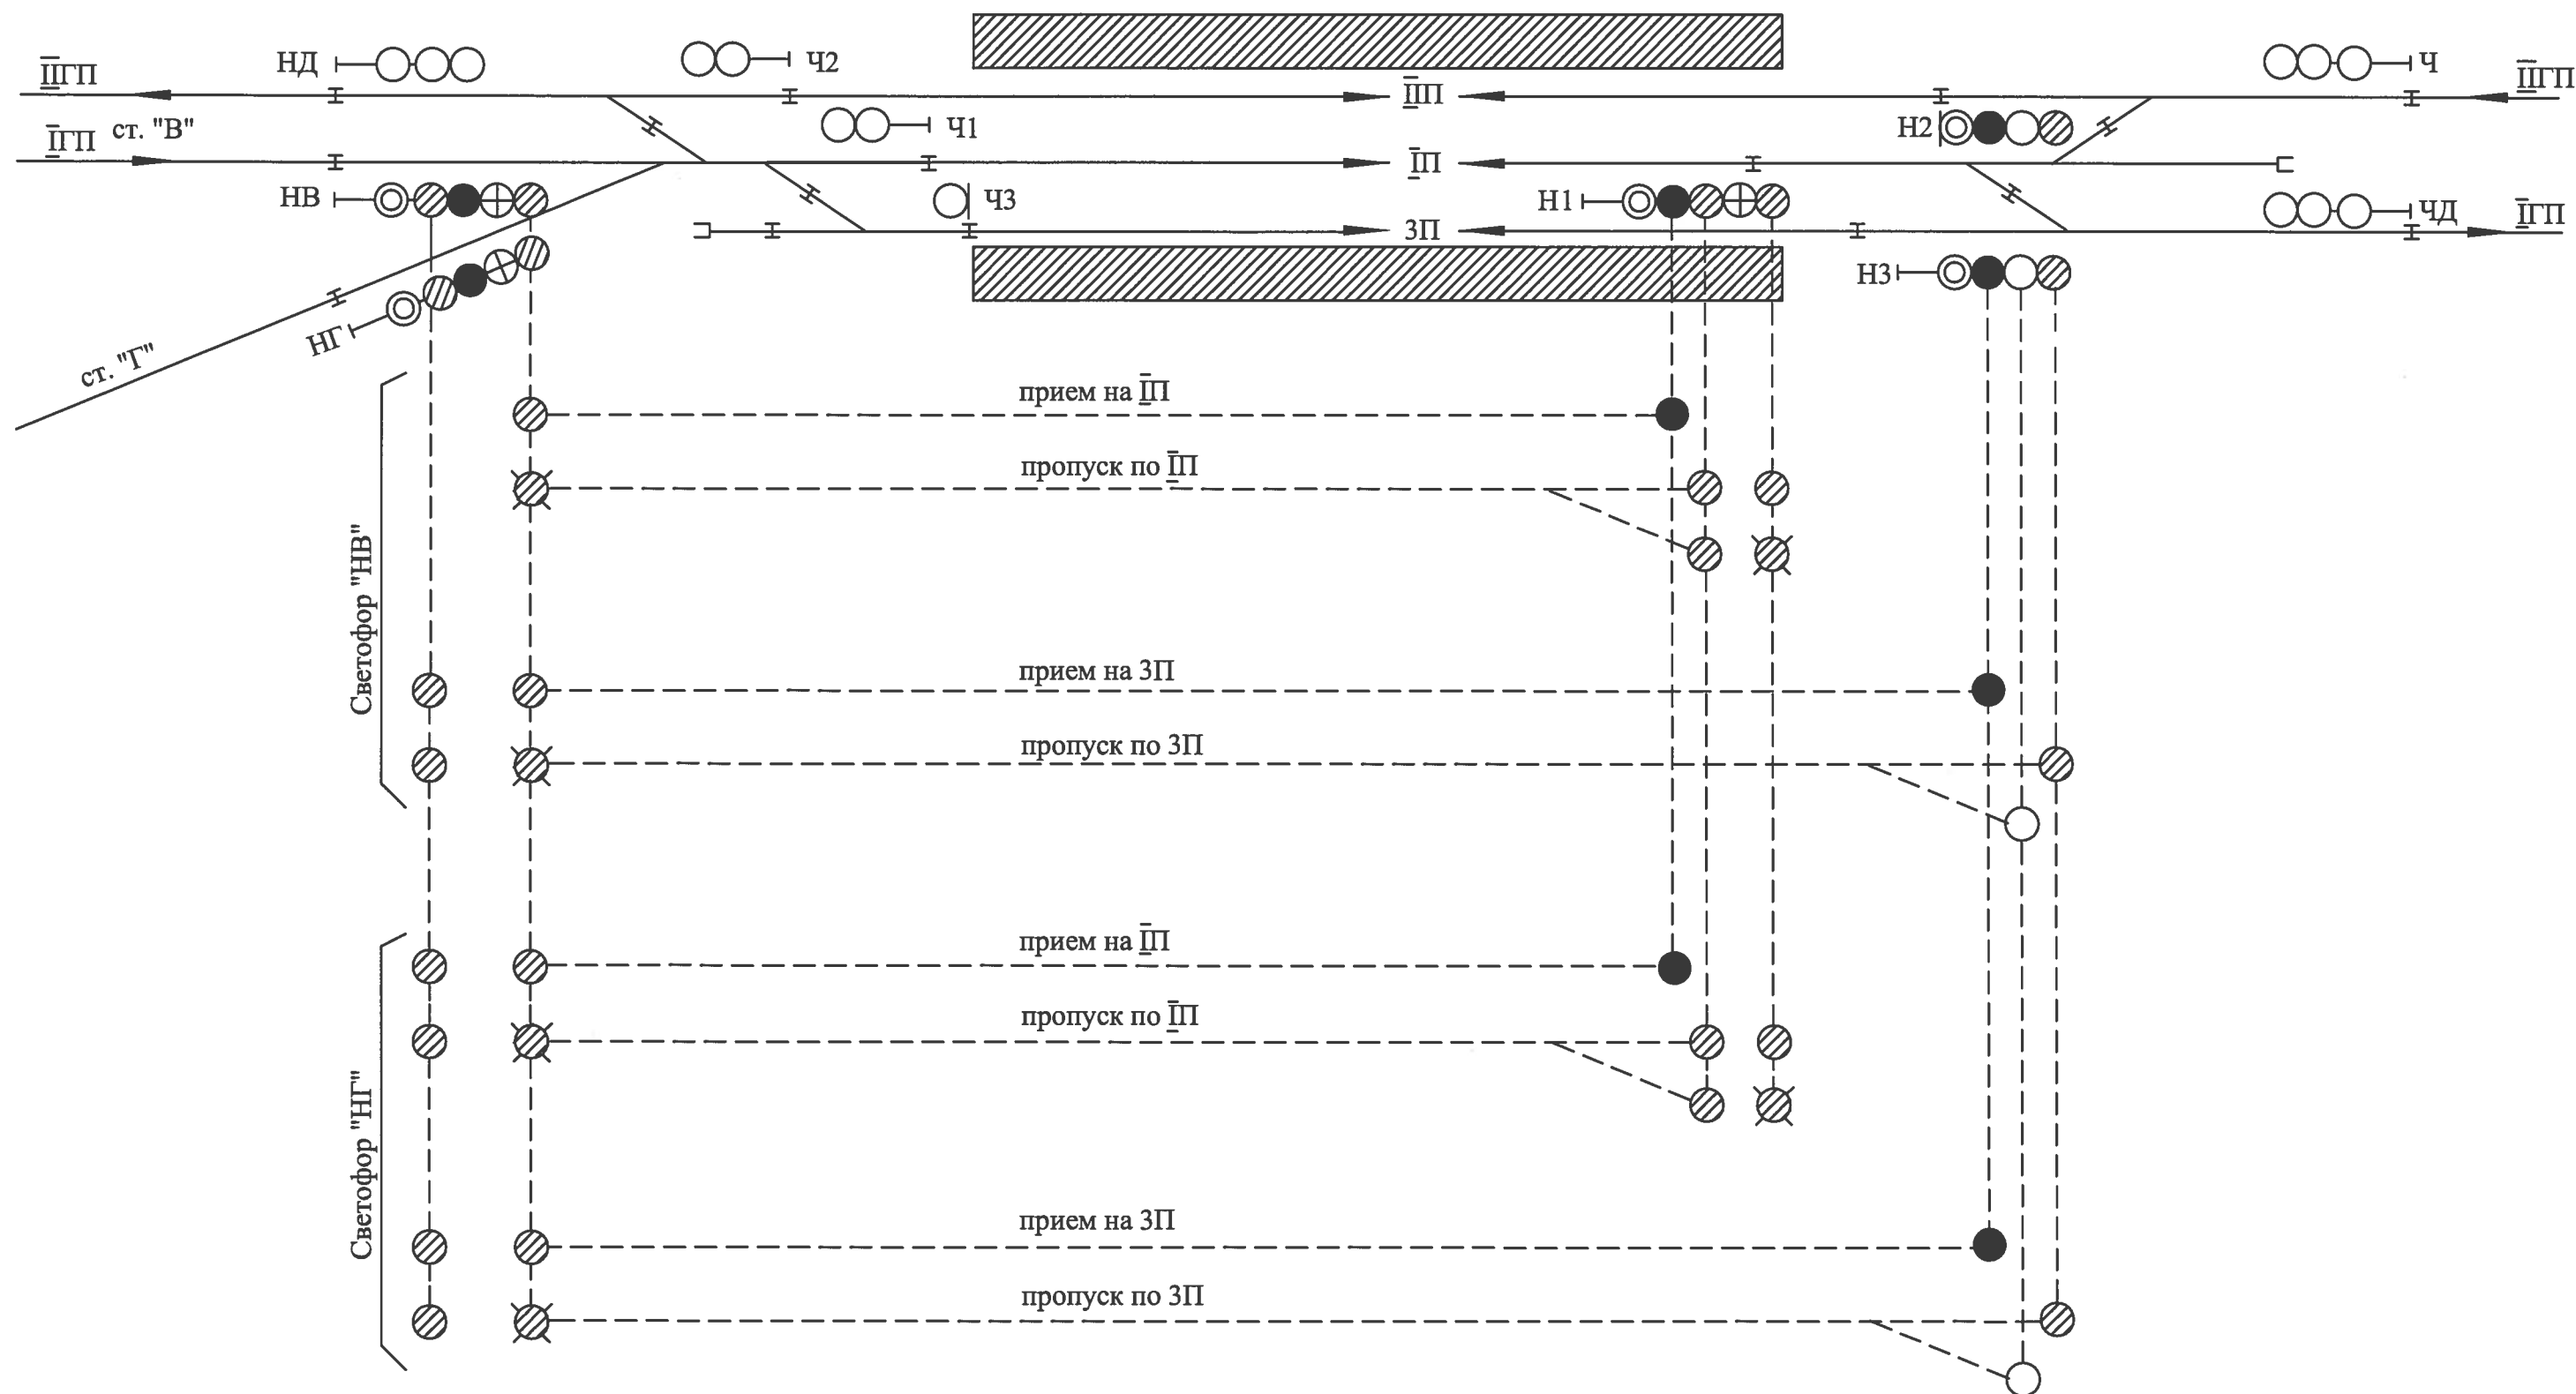 НД
Ч2
Ч
IIГП
IIП
IIГП
ст. "В"
Ч1
Н2
IГП
IП
НВ
Ч3
Н1
ЧД
IГП
3П
Н3
НГ
ст. "Г"
прием на IП
пропуск по IП
Светофор "НВ"
прием на 3П
пропуск по 3П
прием на IП
пропуск по IП
Светофор "НГ"
прием на 3П
пропуск по 3П